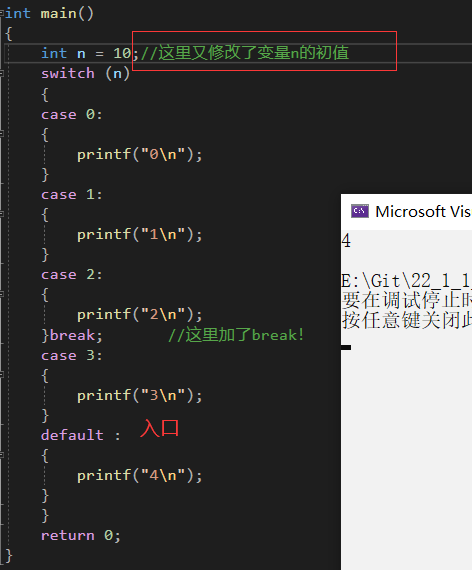 int main()
{
int n = 10;//这里又修改了变量n的初值
switch (n)
{
case 0:
{
printf("0\n");
}
case 1:
{
printf("1\n");
}
case 2:
{
printf("2\n");
}break; //这里加了break!
case 3:
{
printf("3\n");
}
default : 入口
{
printf("4\n");
}
}
return 0;
}
Microsoft Vis
4
E:\Git\22_1_1_
要在调试停止时
按任意键关闭此